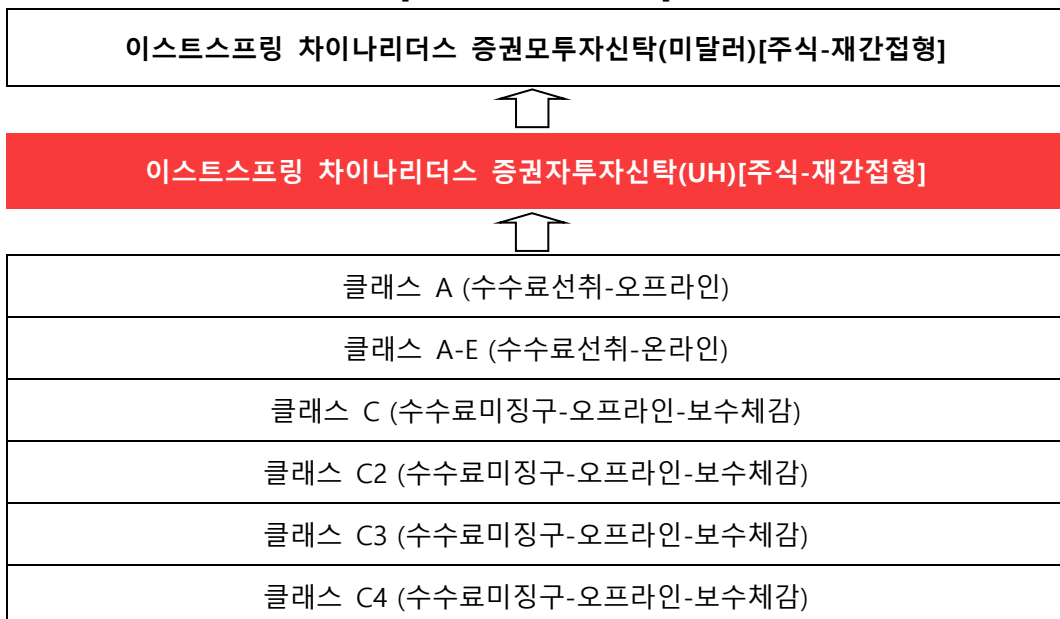 이스트스프링 차이나리더스 증권모투자신탁(미달러)[주식-재간접형]
이스트스프링 차이나리더스 증권자투자신탁(UH)[주식-재간접형]
클래스 A (수수료선취-오프라인)
클래스 A-E (수수료선취-온라인)
클래스 C (수수료미징구-오프라인-보수체감)
클래스 C2 (수수료미징구-오프라인-보수체감)
클래스 C3 (수수료미징구-오프라인-보수체감)
클래스 C4 (수수료미징구-오프라인-보수체감)